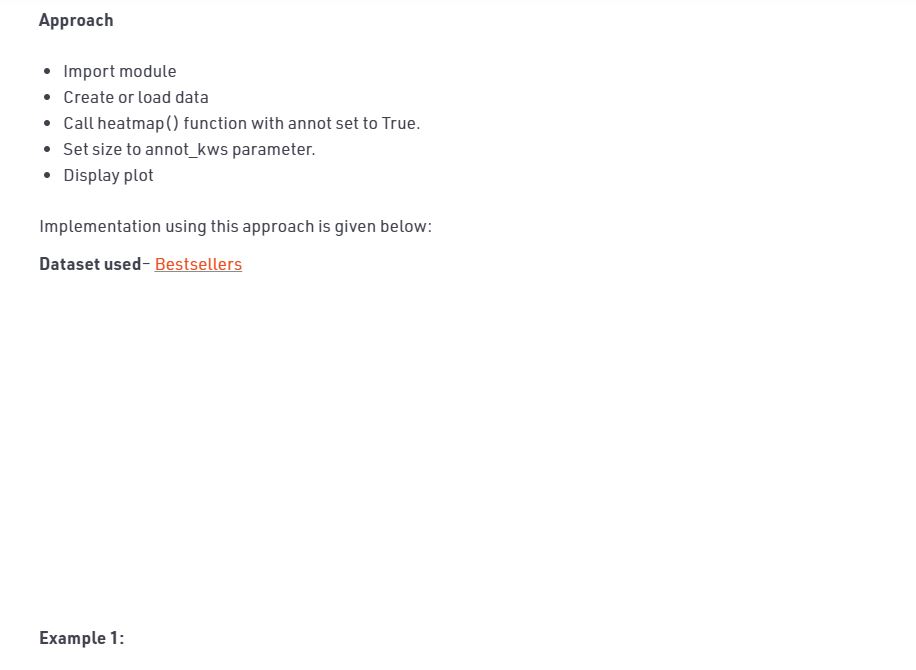 Approach
Import module
Create or load data
Call heatmap() function with annot set to True.
Set size to annot_kws parameter.
Display plot
Implementation using this approach is given below:
Dataset used– Bestsellers
Example 1: